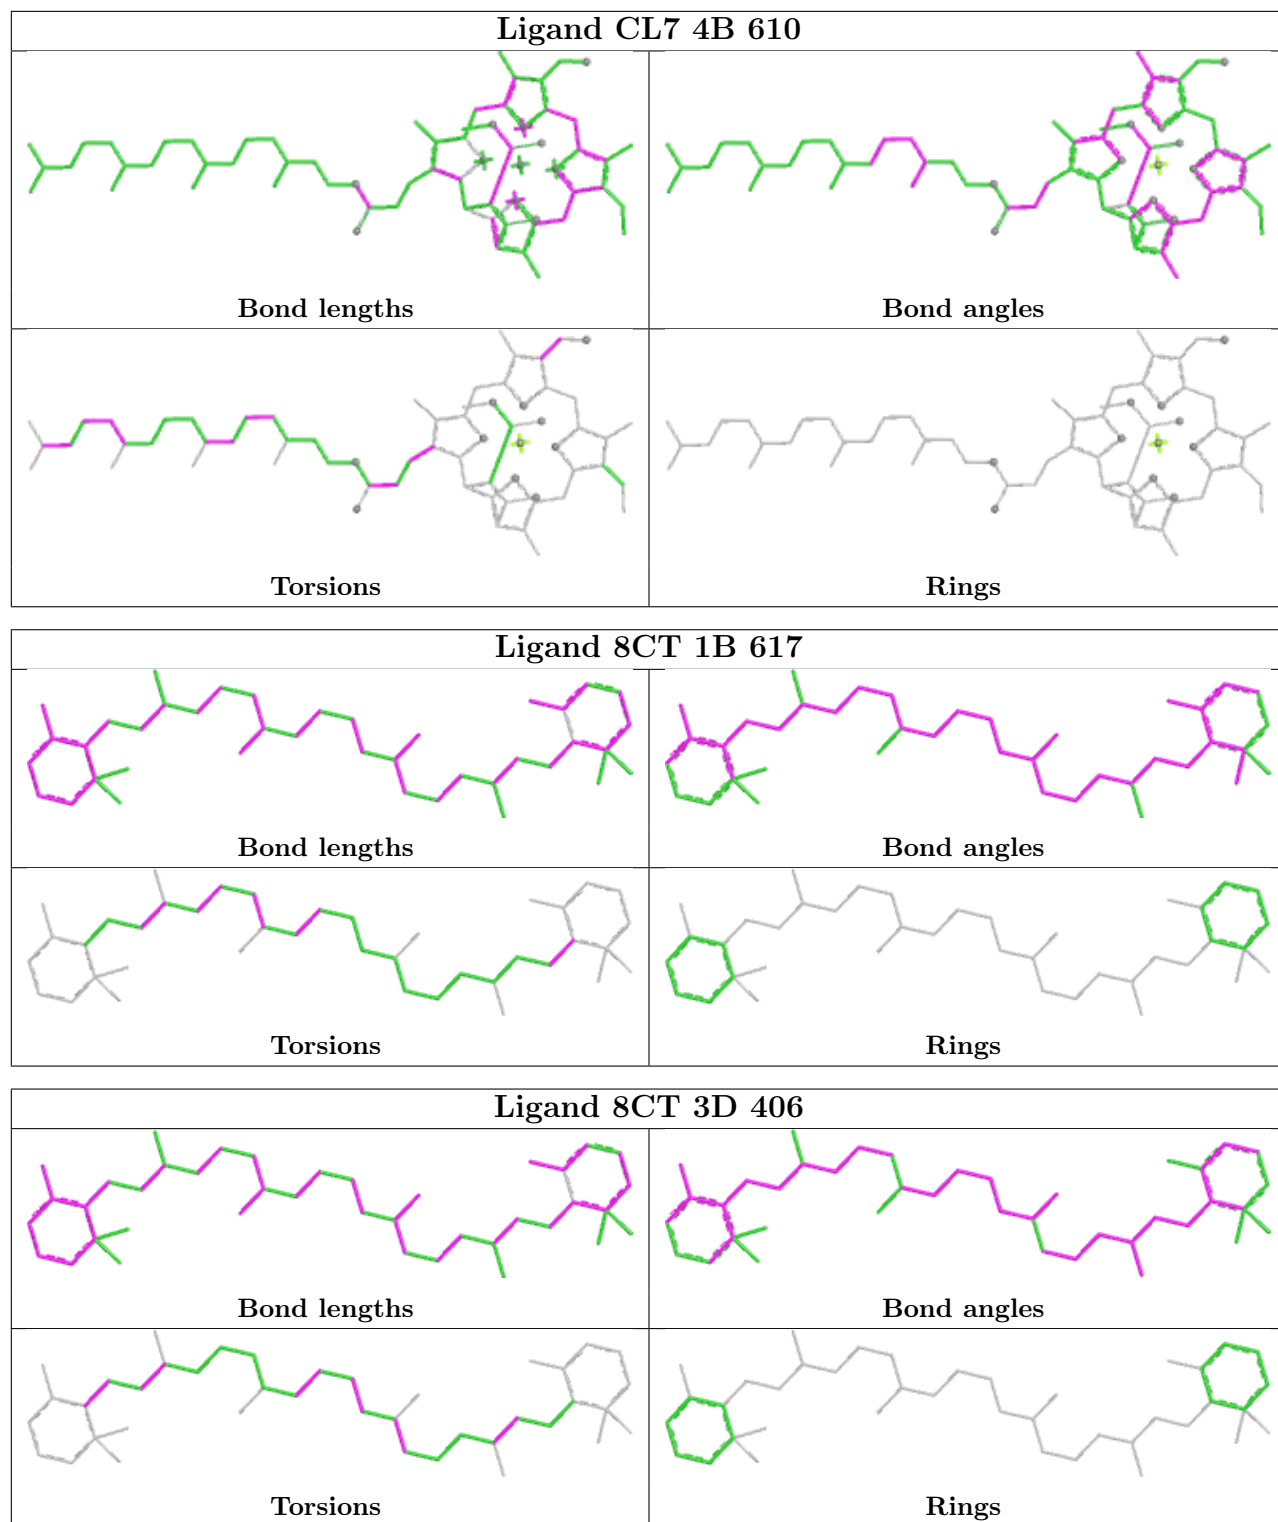 Ligand CL7 4B 610
Bond lengths
Bond angles
Torsions
Rings
Ligand 8CT 1B 617
Bond lengths
Bond angles
Torsions
Rings
Ligand 8CT 3D 406
Bond lengths
Bond angles
Torsions
Rings